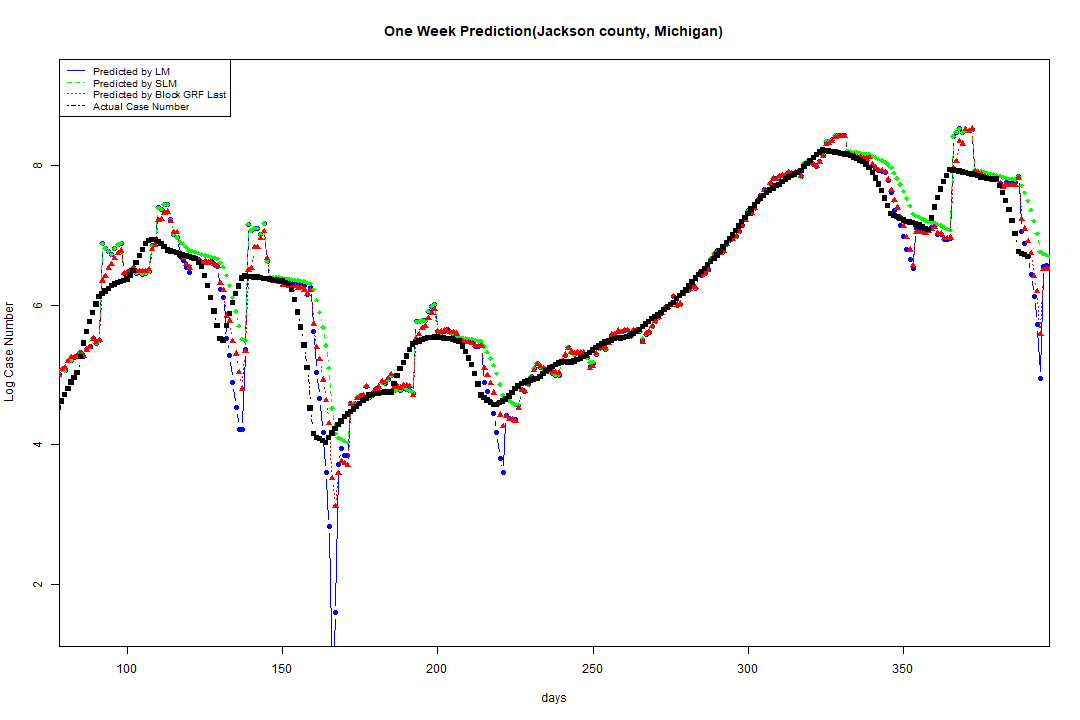 One Week Prediction(Jackson county, Michigan)
Predicted by LM
Predicted by SLM
Predicted by Block GRF Last
Actual Case Number
Log Case Number
8
6
4
2
100 150 200 250 300 350
days